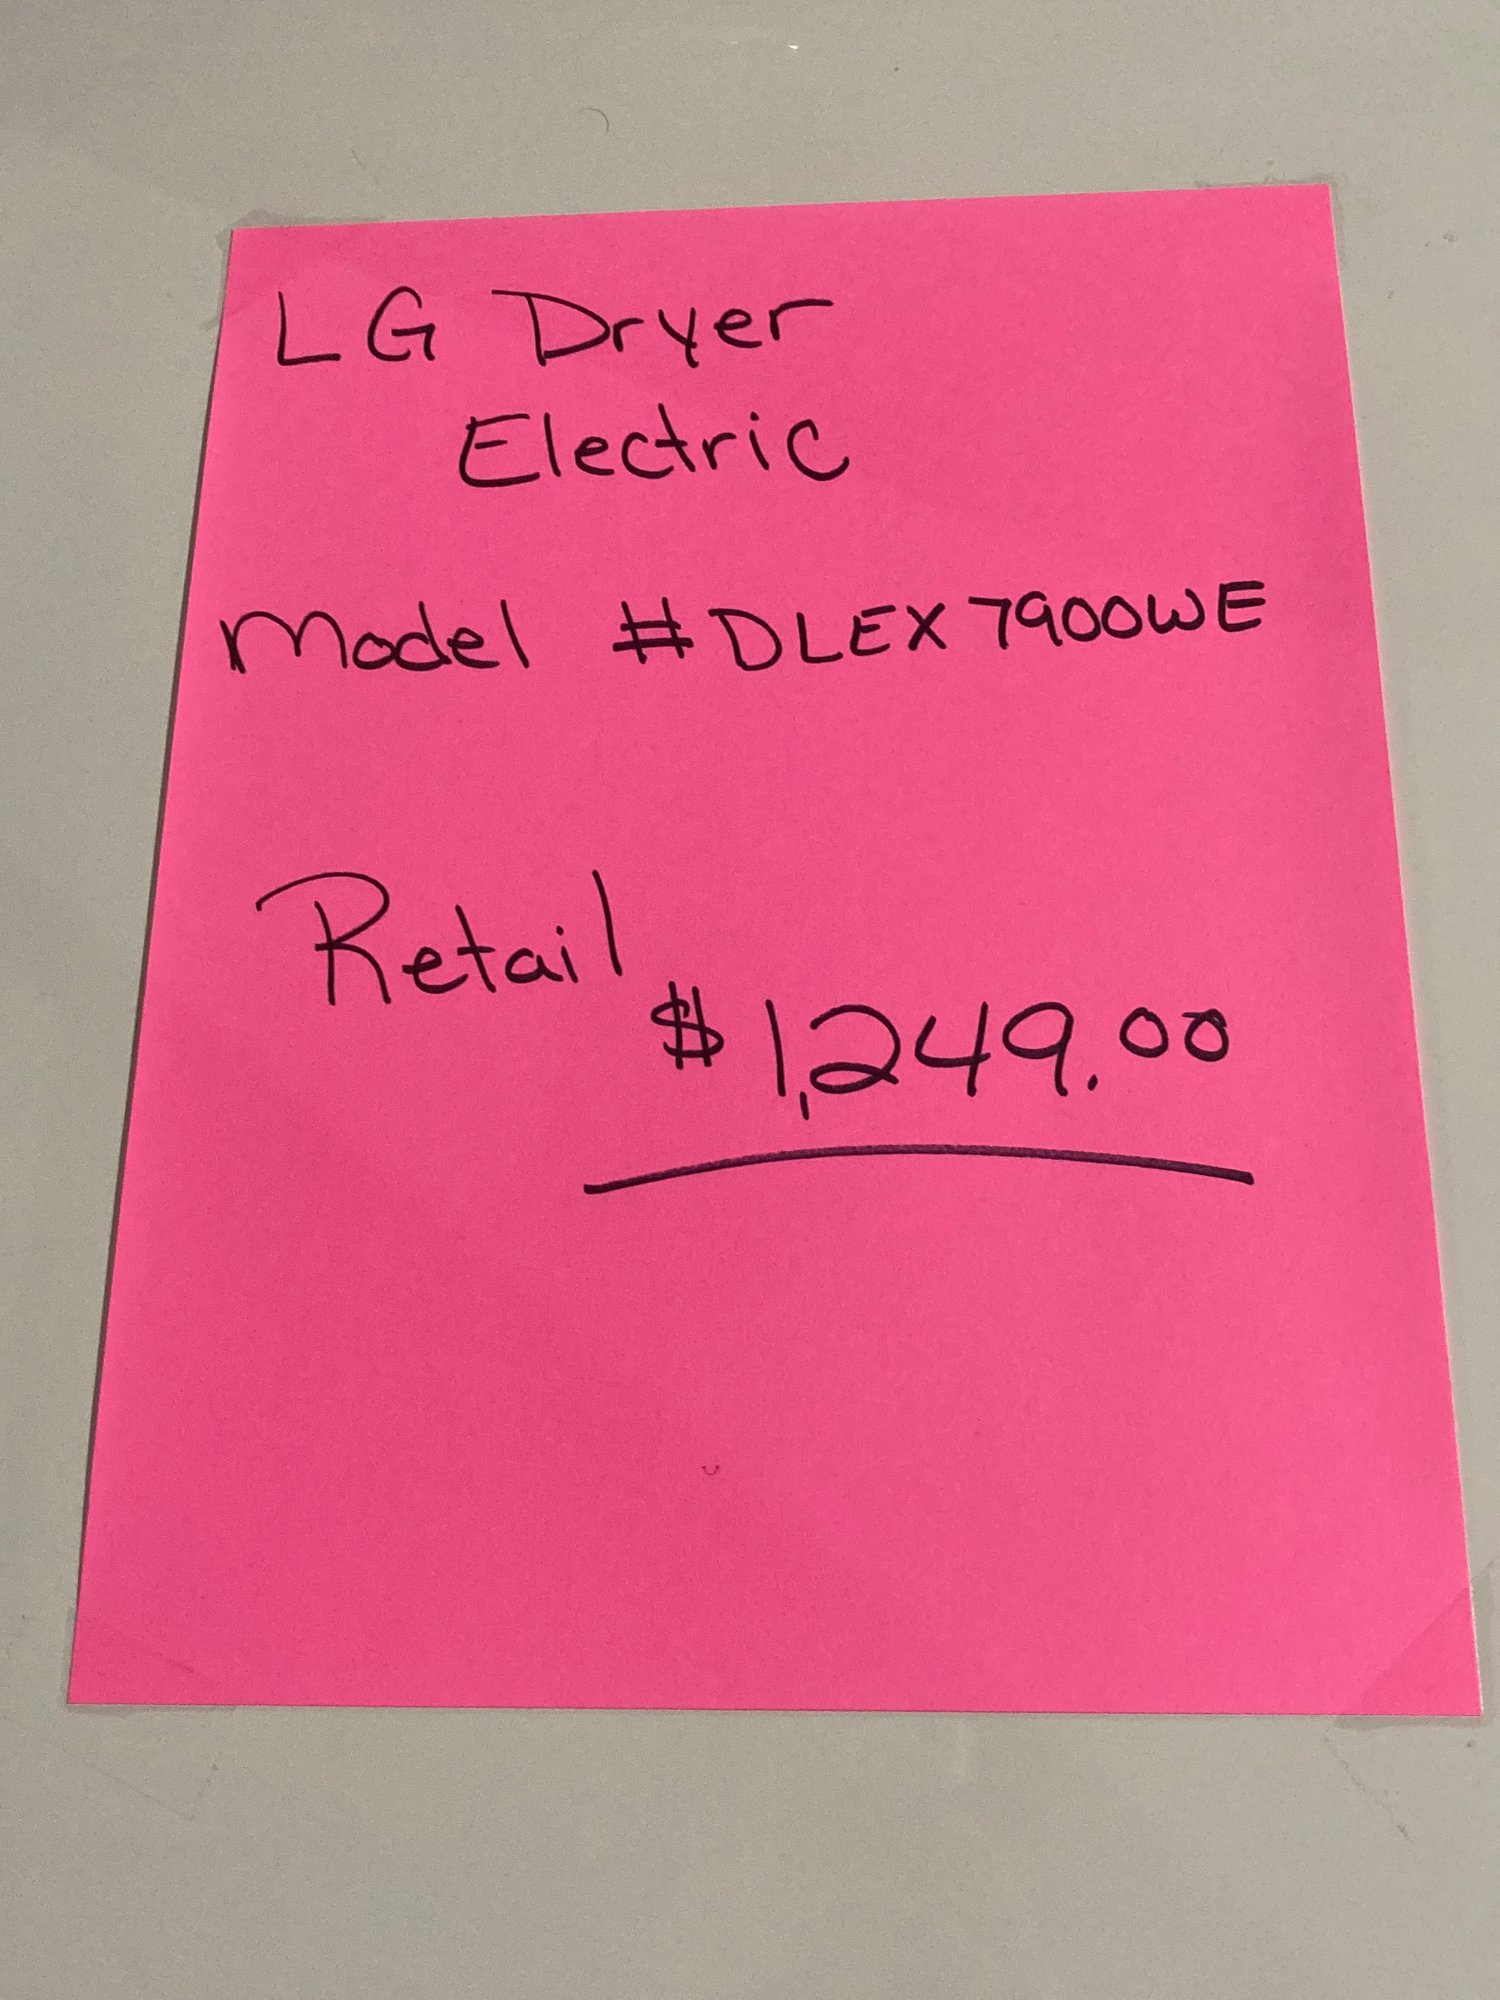 LG Dryer
Electric
Model # DLEX7900WE
Retail
$1,249.00